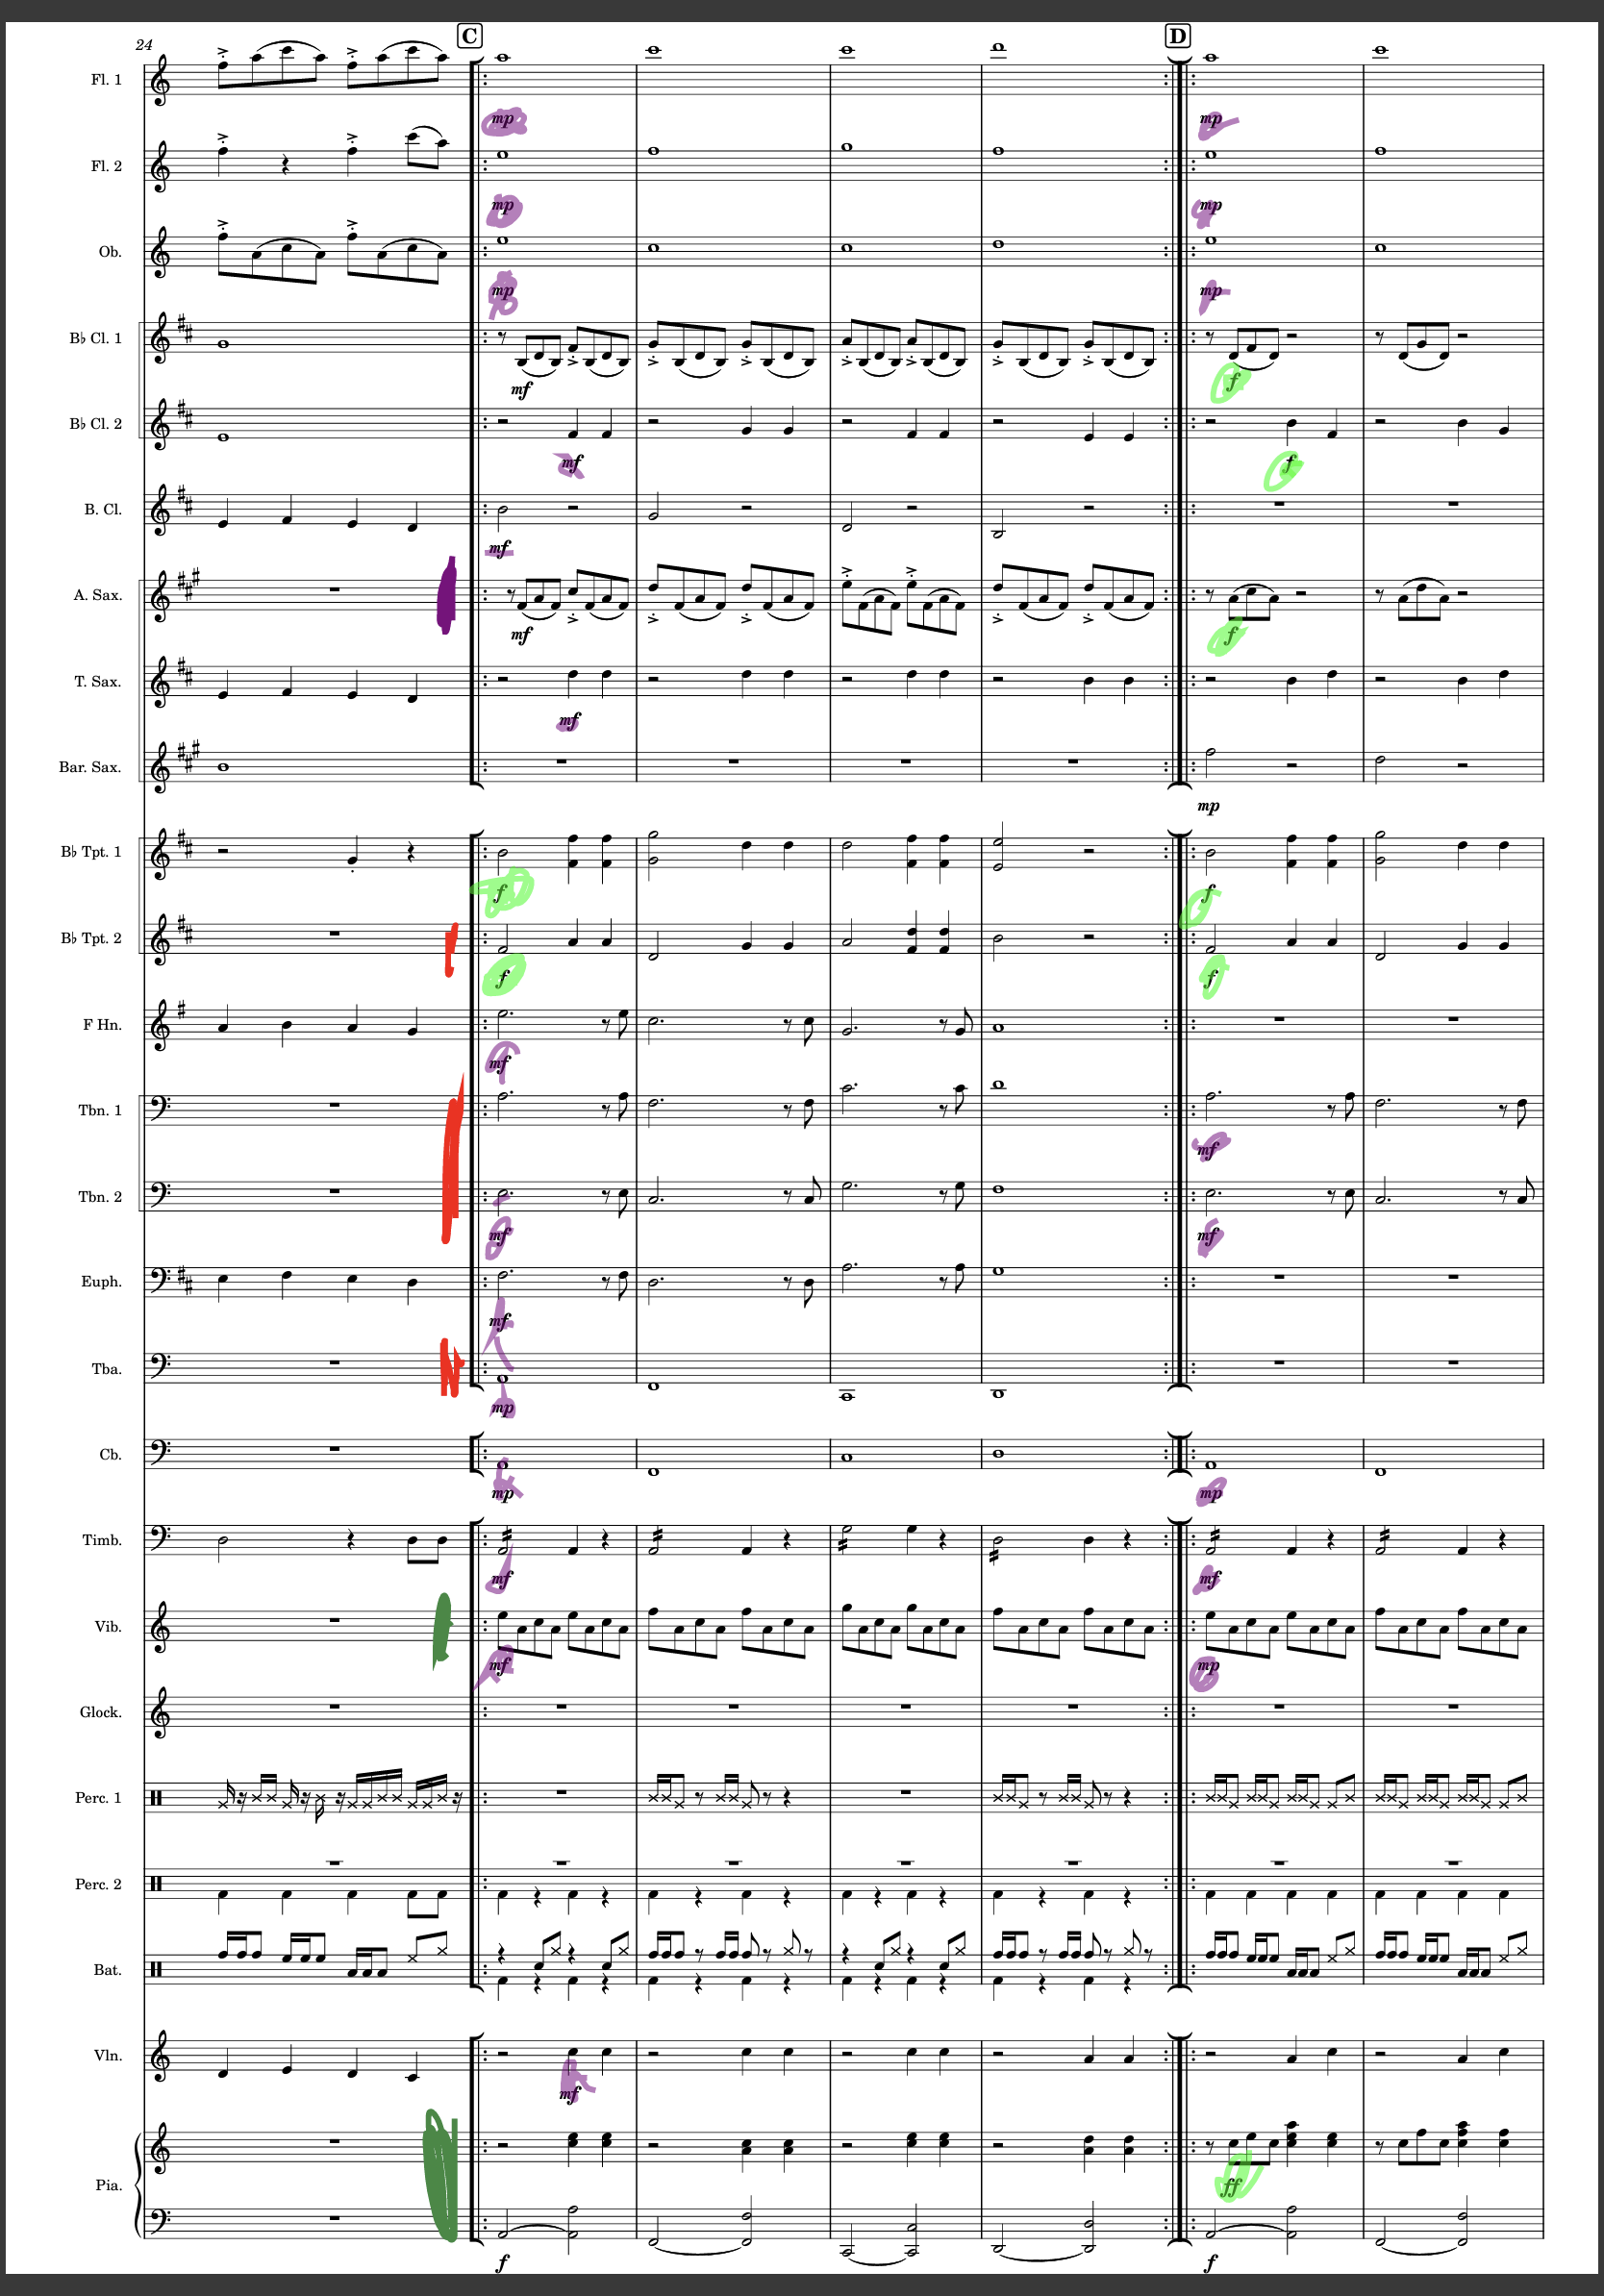 24 C D
Fl. 1
mp mp
Fl. 2
mp mp
Ob.
mp mp
B♭ Cl. 1
mf f
B♭ Cl. 2
mf f
B. Cl.
mf
A. Sax.
mf f
T. Sax.
mf
Bar. Sax.
mp
B♭ Tpt. 1
f f
B♭ Tpt. 2
f f
F Hn.
mf
Tbn. 1
mf
Tbn. 2
mf mf
Euph.
mf
Tba.
mp
Cb.
mp mp
Timb.
mf mf
Vib.
mf mp
Glock.
Perc. 1
Perc. 2
Bat.
Vln.
mf
Pia.
ff
f f